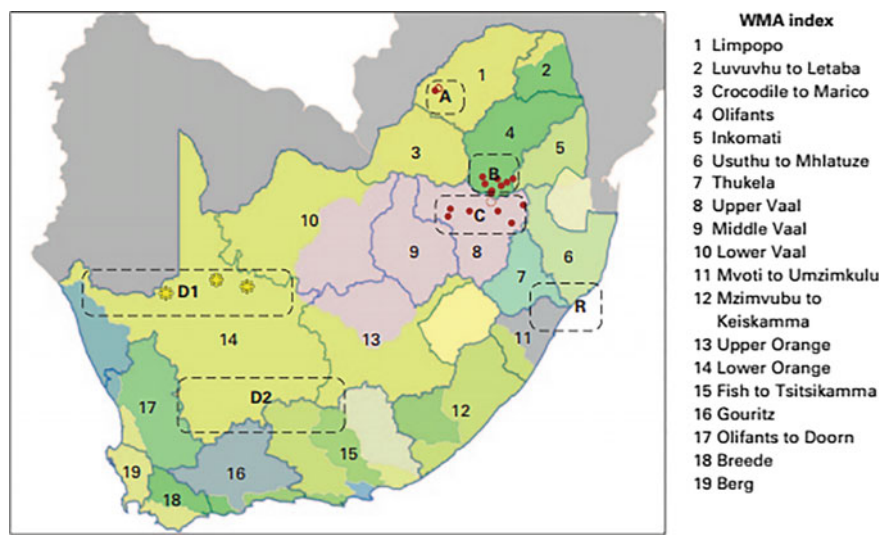 1
2
A
4
3
5
B
10
C
9
8
6
7
D1
R
13
11
14
D2
12
17
15
16
19
18
WMA index
1 Limpopo
2 Luvuvhu to Letaba
3 Crocodile to Marico
4 Olifants
5 Inkomati
6 Usuthu to Mhlatuze
7 Thukela
8 Upper Vaal
9 Middle Vaal
10 Lower Vaal
11 Mvoti to Umzimkulu
12 Mzimvubu to
Keiskamma
13 Upper Orange
14 Lower Orange
15 Fish to Tsitsikamma
16 Gouritz
17 Olifants to Doorn
18 Breede
19 Berg